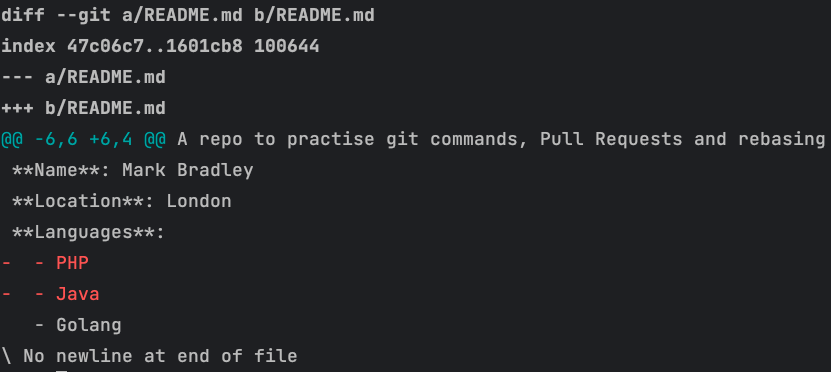 diff --git a/README.md b/README.md
index 47c06c7..1601cb8 100644
--- a/README.md
+++ b/README.md
@@ -6,6 +6,4 @@ A repo to practise git commands, Pull Requests and rebasing
 **Name**: Mark Bradley
 **Location**: London
 **Languages**:
-  - PHP
-  - Java
   - Golang
\ No newline at end of file